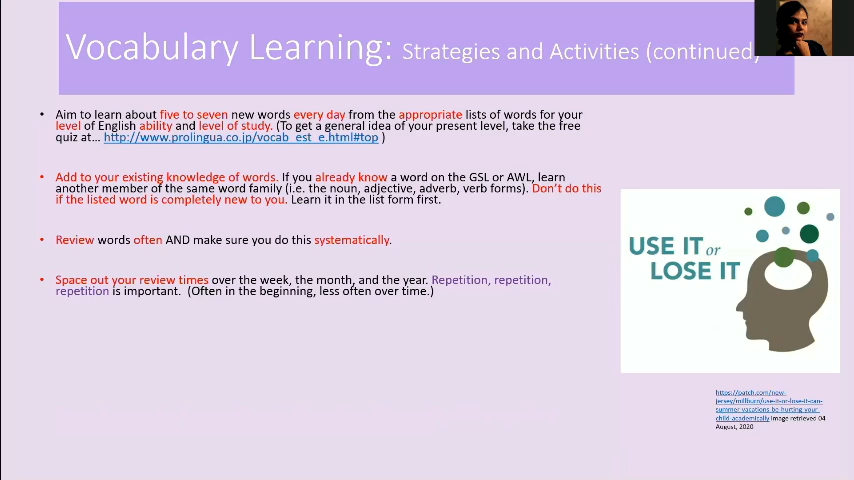 Vocabulary Learning: Strategies and Activities (continued)
• Aim to learn about five to seven new words every day from the appropriate lists of words for your
level of English ability and level of study. (To get a general idea of your present level, take the free
quiz at... http://www.prolingua.co.jp/vocab_est_e.html#top )
• Add to your existing knowledge of words. If you already know a word on the GSL or AWL, learn
another member of the same word family (i.e. the noun, adjective, adverb, verb forms). Don't do this
if the listed word is completely new to you. Learn it in the list form first.
• Review words often AND make sure you do this systematically.
• Space out your review times over the week, the month, and the year. Repetition, repetition,
repetition is important. (Often in the beginning, less often over time.)
USE IT or
LOSE IT
https://patch.com/new-
jersey/millburn/use-it-or-lose-it-can-
summer-vacations-be-hurting-your-
child-academically Image retrieved 04
August, 2020